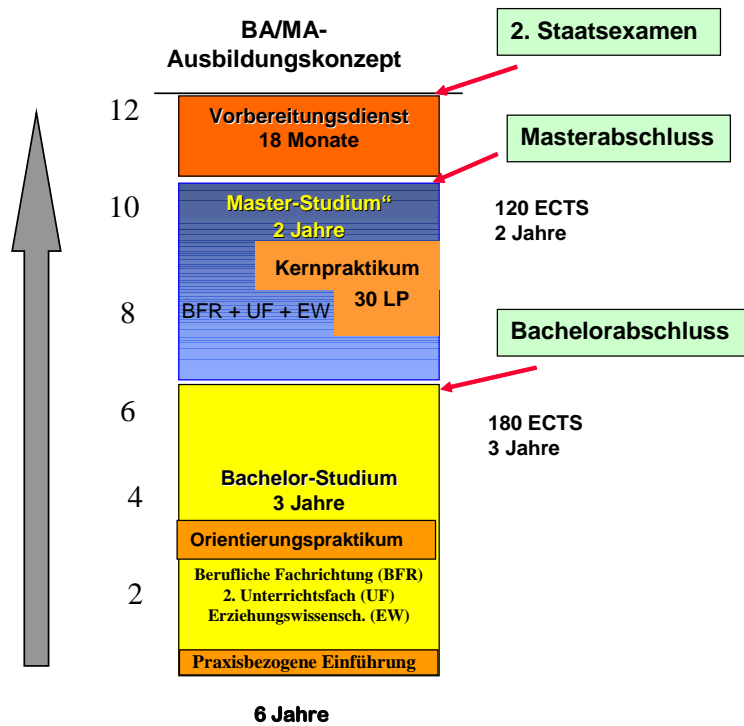 BA/MA-
Ausbildungskonzept
2. Staatsexamen
12
Vorbereitungsdienst
18 Monate
Masterabschluss
10
Master-Studium“
2 Jahre
120 ECTS
2 Jahre
Kernpraktikum
30 LP
8
BFR + UF + EW
Bachelorabschluss
6
180 ECTS
3 Jahre
Bachelor-Studium
3 Jahre
4
Orientierungspraktikum
Berufliche Fachrichtung (BFR)
2. Unterrichtsfach (UF)
Erziehungswissensch. (EW)
2
Praxisbezogene Einführung
6 Jahre